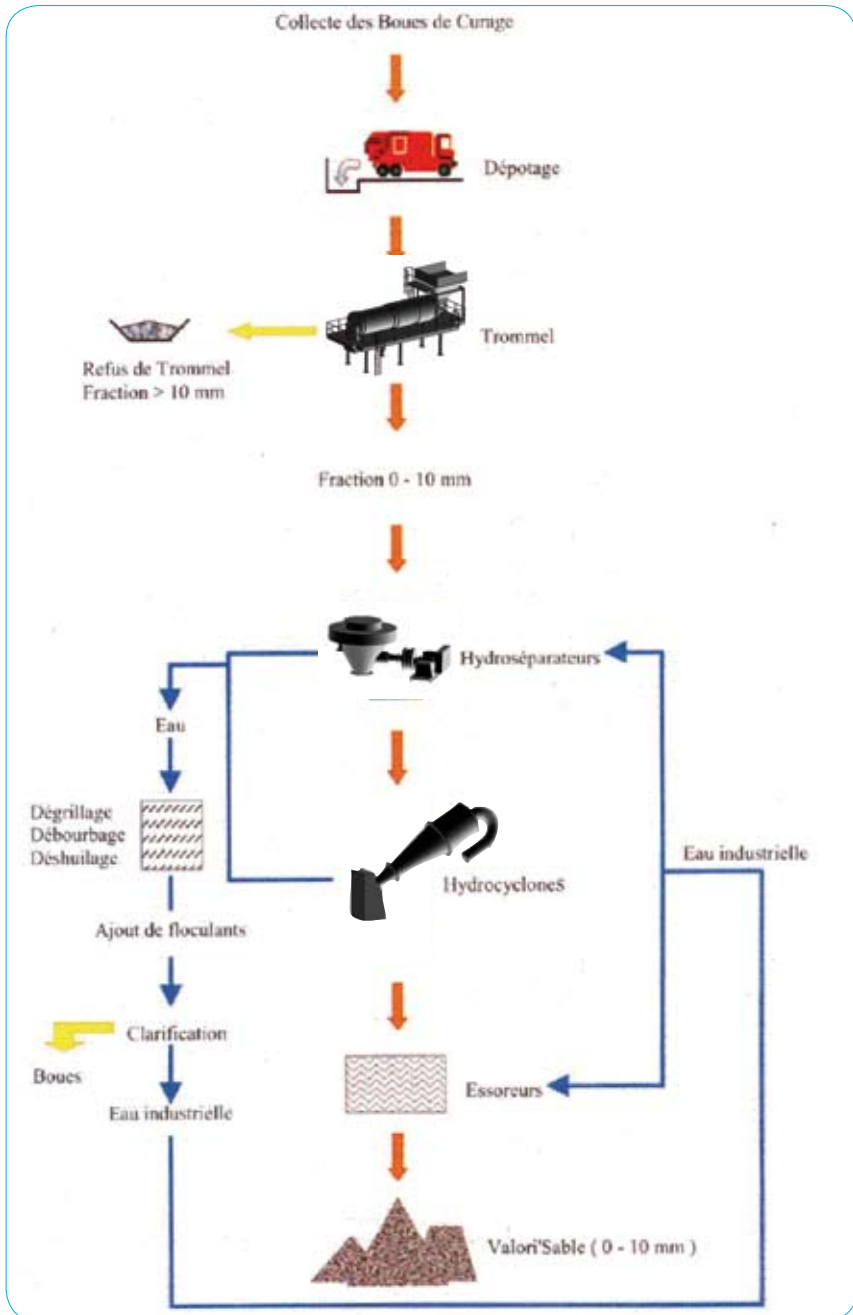 Collecte des Boues de Curage
Dépotage
Trommel
Refus de Trommel
Fraction > 10 mm
Fraction 0 - 10 mm
Hydroséparateurs
Eau
Dégrillage
Débourbage
Déshuilage
Hydrocyclones
Eau industrielle
Ajout de floculants
Clarification
Boues
Essoreurs
Eau industrielle
Valori'Sable ( 0 - 10 mm )